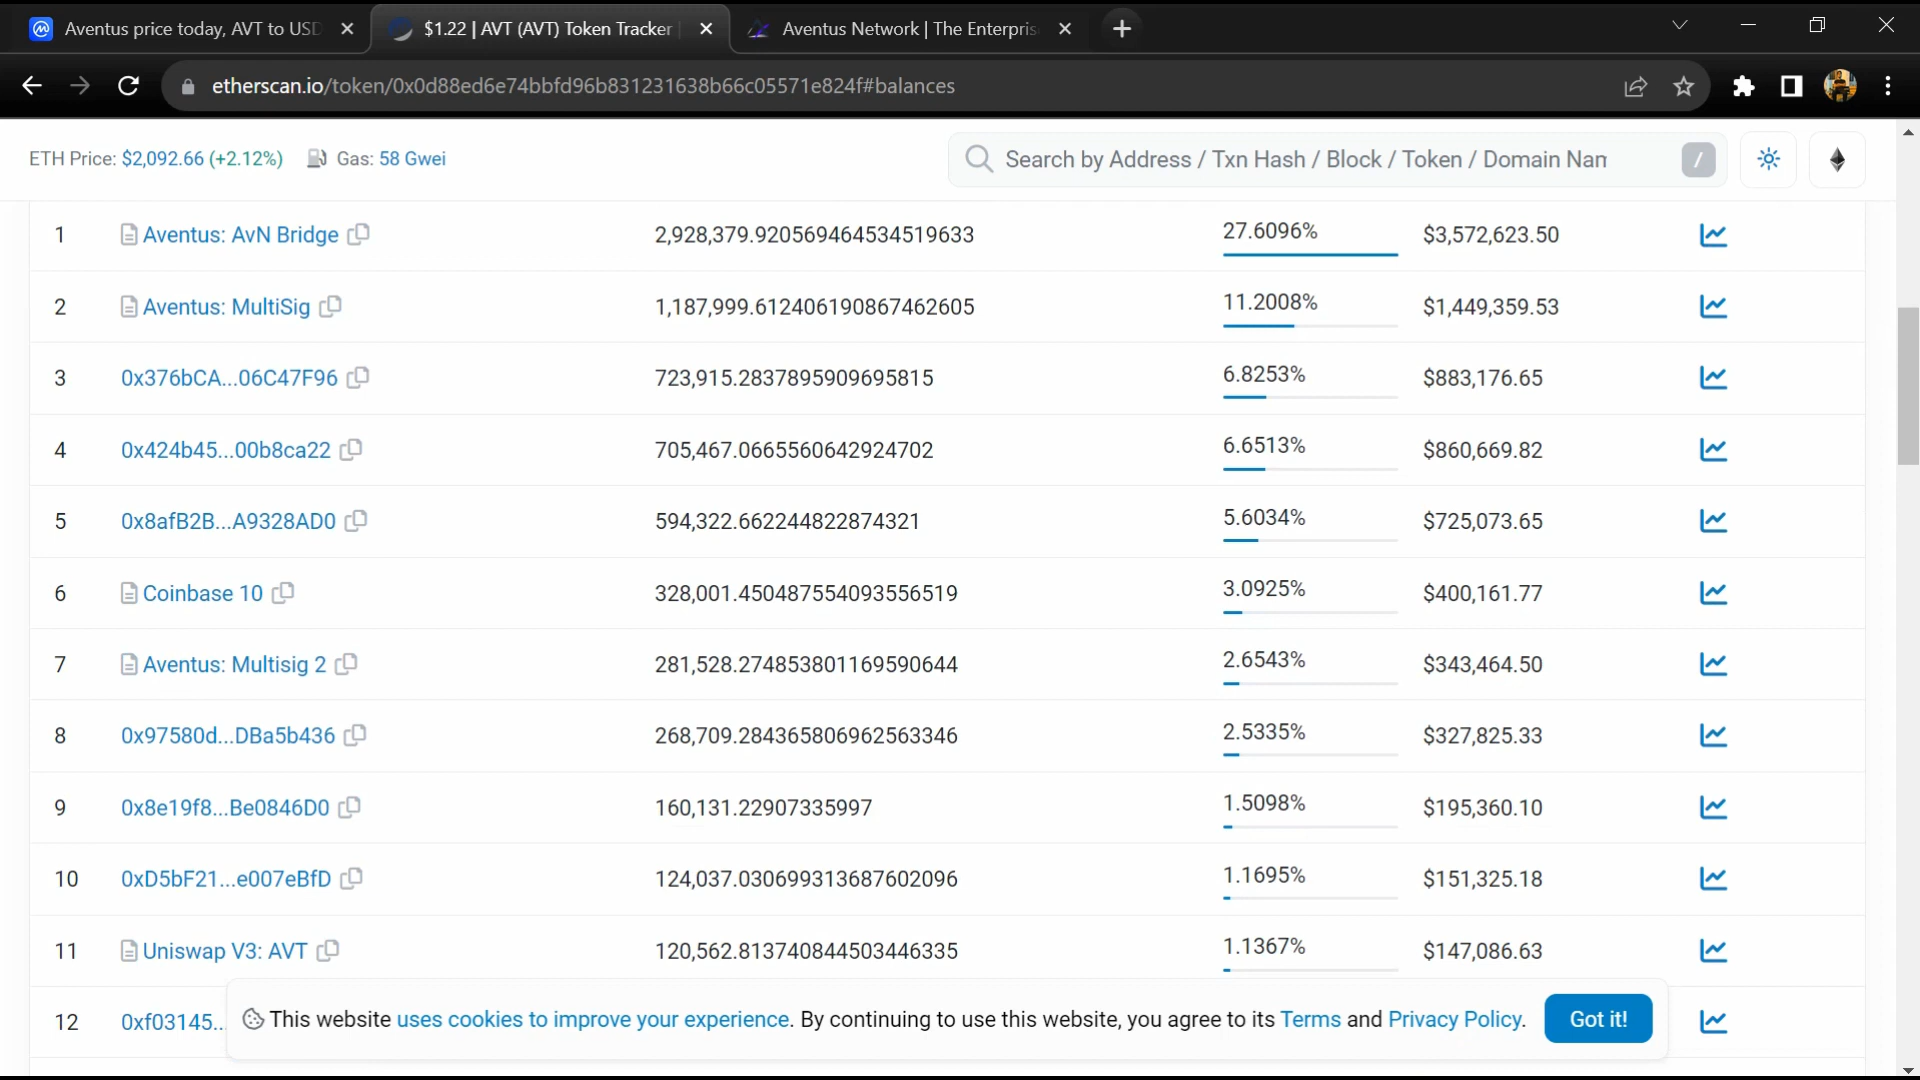 Aventus price today, AVT to USD
$1.22 | AVT (AVT) Token Tracker
Aventus Network | The Enterpris
etherscan.io/token/0x0d88ed6e74bbfd96b831231638b66c05571e824f#balances
ETH Price: $2,092.66 (+2.12%) Gas: 58 Gwei
Search by Address / Txn Hash / Block / Token / Domain Nam /
1 Aventus: AvN Bridge 2,928,379.920569464534519633 27.6096% $3,572,623.50
2 Aventus: MultiSig 1,187,999.612406190867462605 11.2008% $1,449,359.53
3 0x376bCA...06C47F96 723,915.2837895909695815 6.8253% $883,176.65
4 0x424b45...00b8ca22 705,467.0665560642924702 6.6513% $860,669.82
5 0x8afB2B...A9328AD0 594,322.662244822874321 5.6034% $725,073.65
6 Coinbase 10 328,001.450487554093556519 3.0925% $400,161.77
7 Aventus: Multisig 2 281,528.274853801169590644 2.6543% $343,464.50
8 0x97580d...DBa5b436 268,709.284365806962563346 2.5335% $327,825.33
9 0x8e19f8...Be0846D0 160,131.22907335997 1.5098% $195,360.10
10 0xD5bF21...e007eBfD 124,037.030699313687602096 1.1695% $151,325.18
11 Uniswap V3: AVT 120,562.813740844503446335 1.1367% $147,086.63
12 0xf03145..
This website uses cookies to improve your experience. By continuing to use this website, you agree to its Terms and Privacy Policy. Got it!